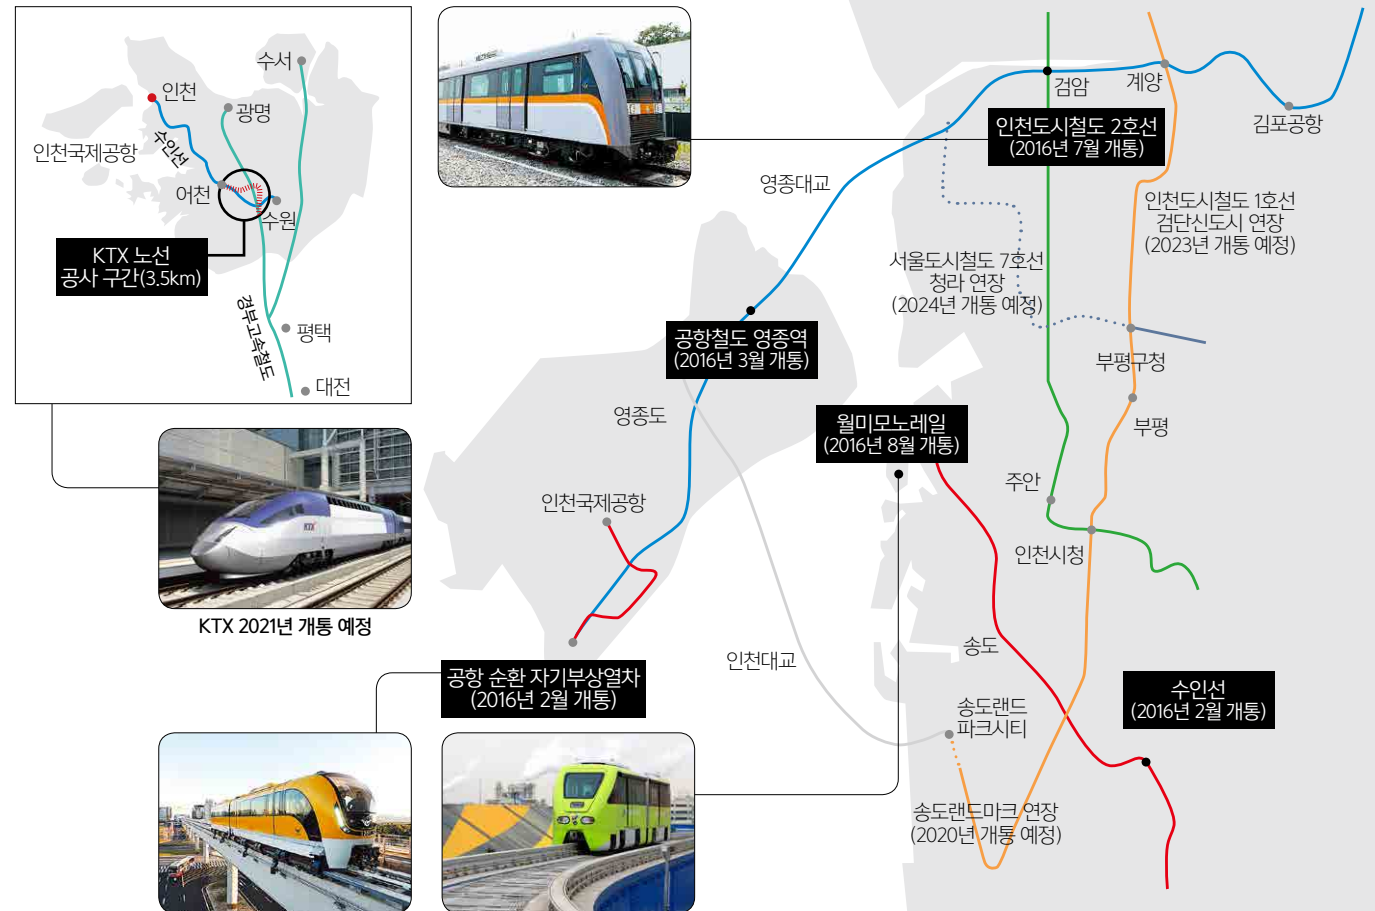 수서
인천
광명
인천국제공항
수인선
어천
수원
KTX 노선
공사 구간(3.5km)
경부고속철도
평택
대전
KTX
KTX 2021년 개통 예정
검암
계양
김포공항
인천도시철도 2호선
(2016년 7월 개통)
영종대교
인천도시철도 1호선
검단신도시 연장
(2023년 개통 예정)
서울도시철도 7호선
청라 연장
(2024년 개통 예정)
공항철도 영종역
(2016년 3월 개통)
부평구청
부평
영종도
월미모노레일
(2016년 8월 개통)
주안
인천국제공항
인천시청
송도
인천대교
공항 순환 자기부상열차
(2016년 2월 개통)
수인선
(2016년 2월 개통)
송도랜드
파크시티
송도랜드마크 연장
(2020년 개통 예정)